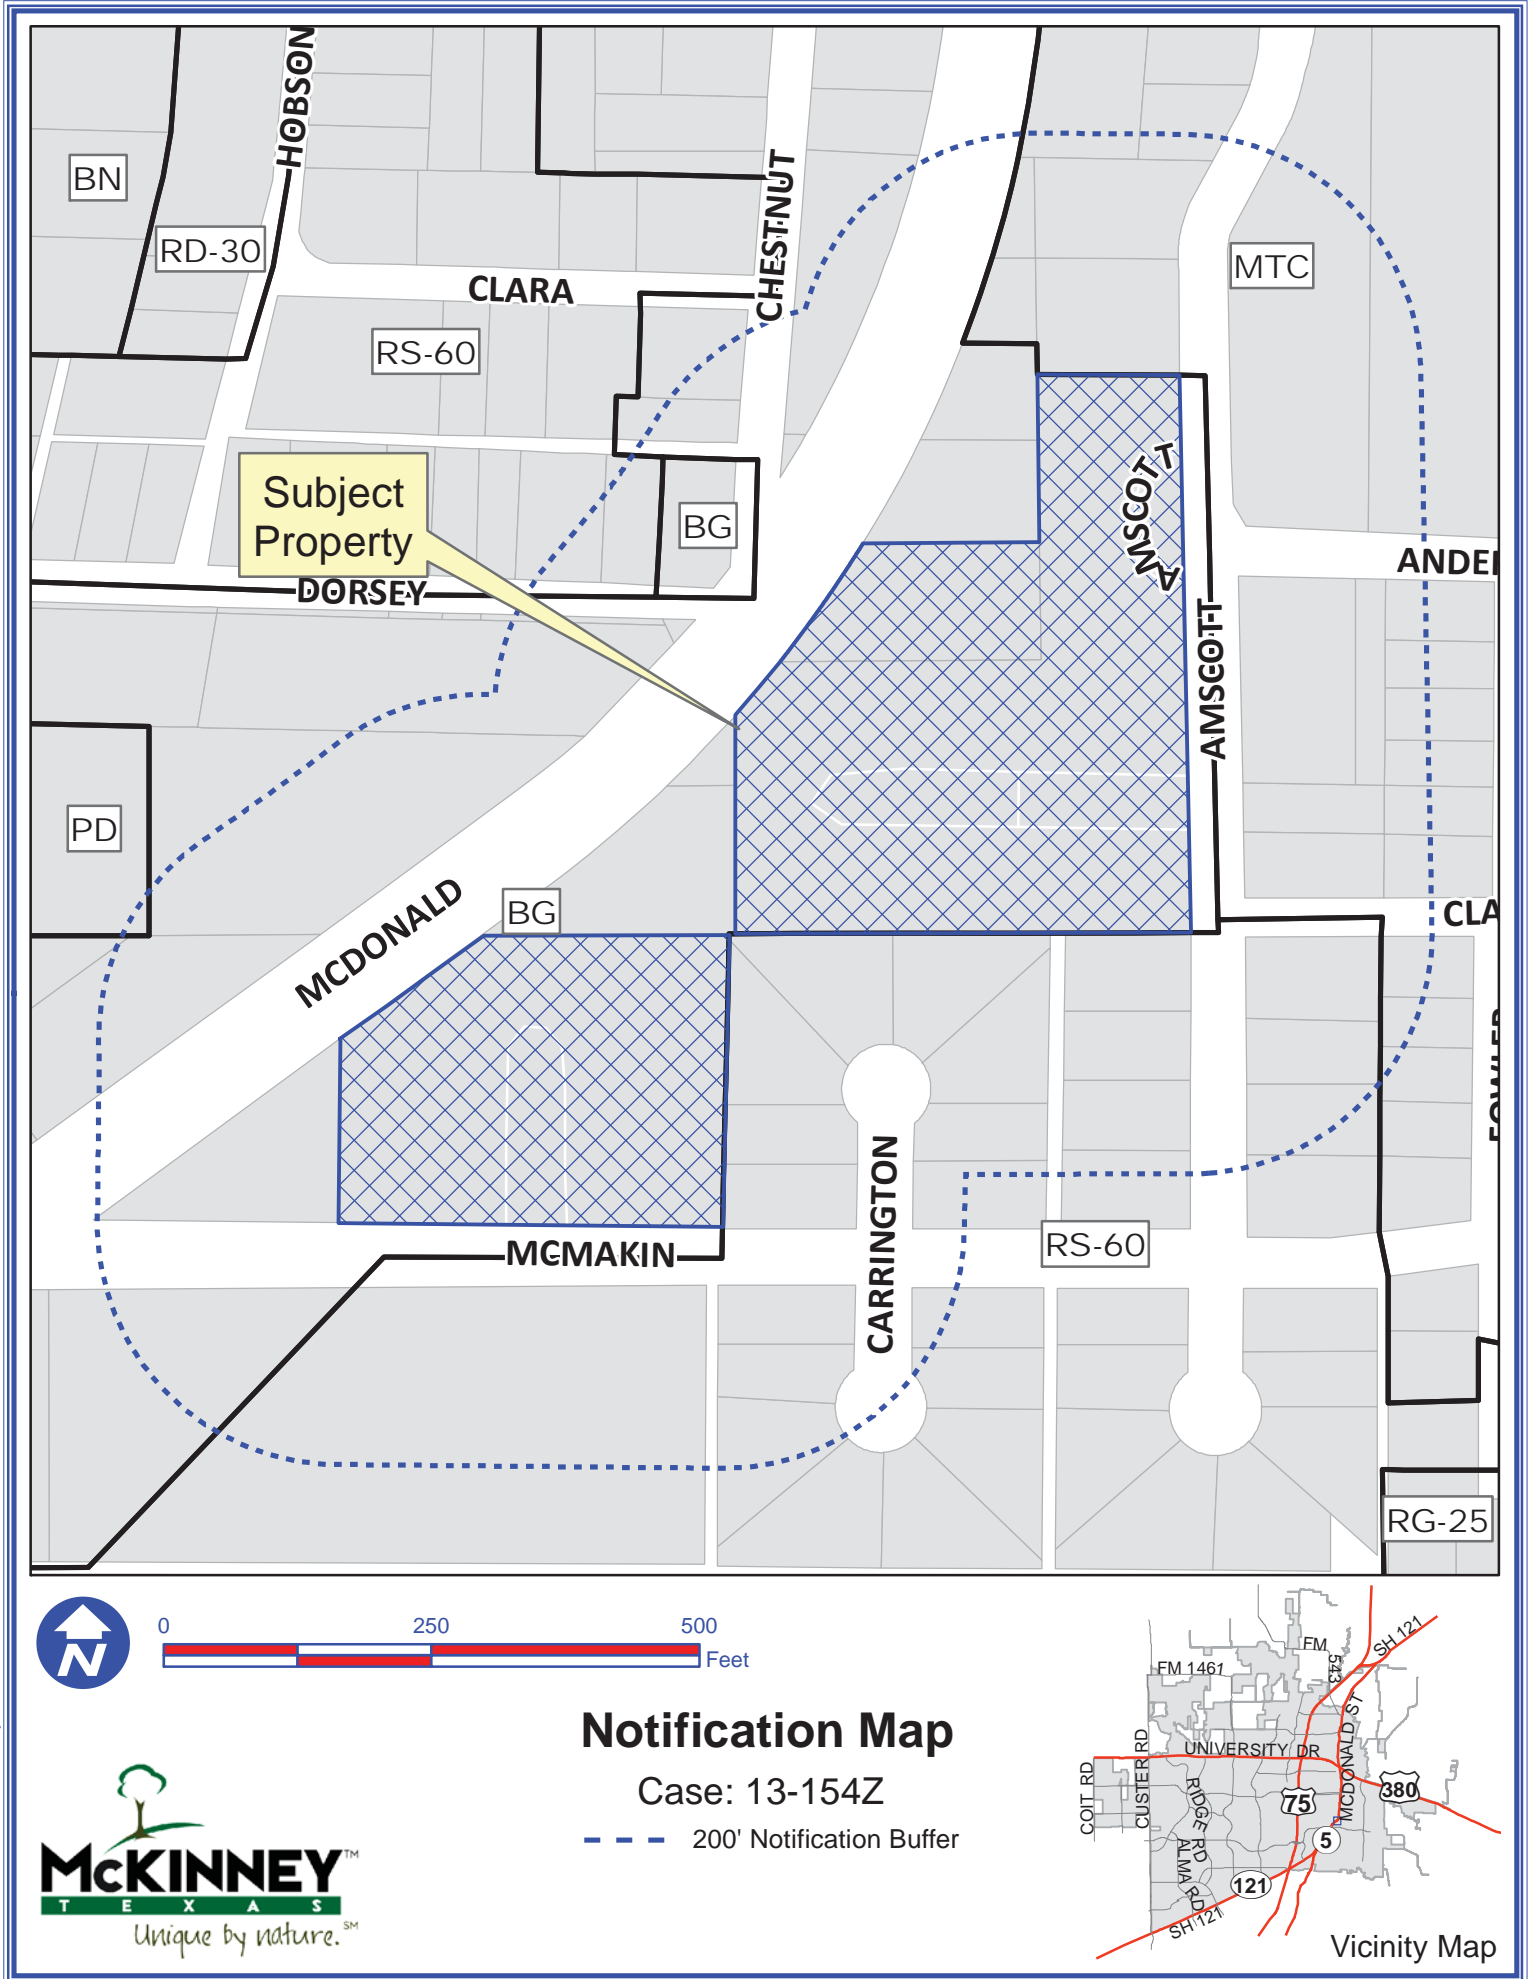 HOBSON
BN
RD-30
CHESTNUT
CLARA
MTC
RS-60
AMSCOTT
Subject
Property
BG
DORSEY
ANDE
AMSCOTT
PD
MCDONALD
BG
CLA
CARRINGTON
MCMAKIN
RS-60
RG-25
N
0 250 500
Feet
Notification Map
Case: 13-154Z
200' Notification Buffer
McKINNEY™
TEXAS
Unique by nature.℠
FM
543
SH 121
FM 1461
MCDONALD ST
UNIVERSITY DR
COIT RD
CUSTER RD
RIDGE RD
ALMA RD
75
380
5
121
SH 121
Vicinity Map